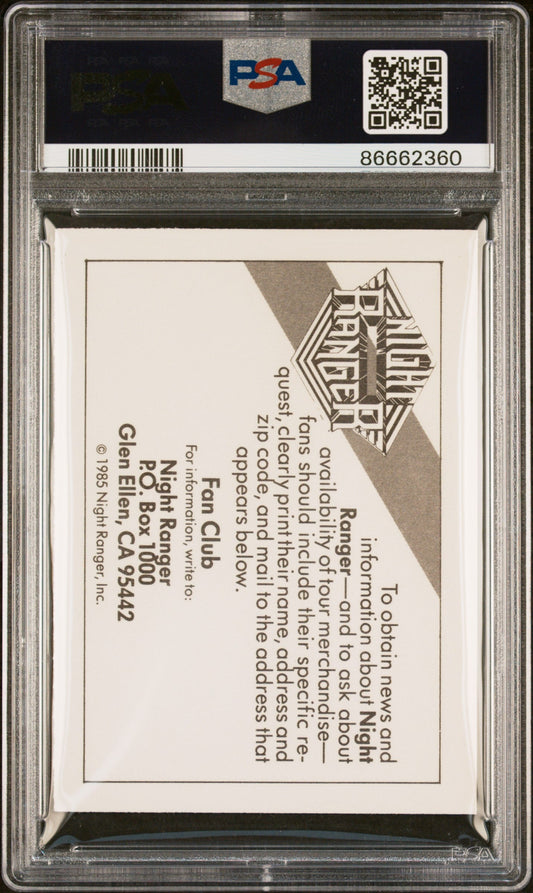 PSA
PSA
86662360
NIGHT
RANGER
To obtain news and
information about Night
Ranger—and to ask about
availability of tour merchandise—
fans should include their specific re-
quest, clearly print their name, address and
zip code, and mail to the address that
appears below.
Fan Club
For information, write to:
Night Ranger
P.O. Box 1000
Glen Ellen, CA 95442
© 1985 Night Ranger, Inc.
PSA